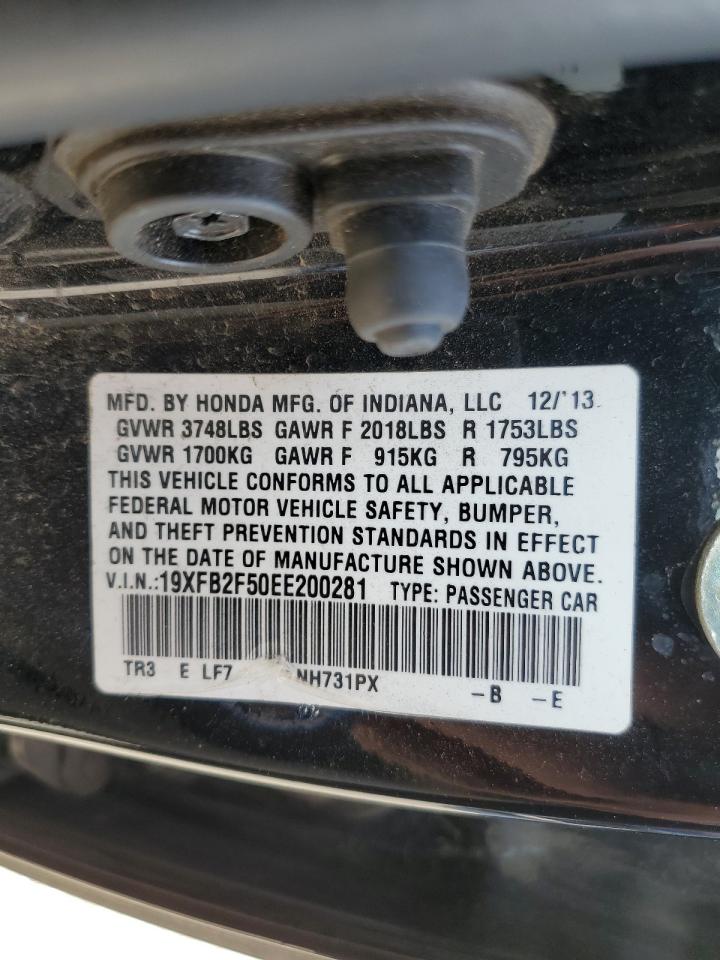 MFD. BY HONDA MFG. OF INDIANA, LLC 12/'13
GVWR 3748LBS GAWR F 2018LBS R 1753LBS
GVWR 1700KG GAWR F 915KG R 795KG
THIS VEHICLE CONFORMS TO ALL APPLICABLE
FEDERAL MOTOR VEHICLE SAFETY, BUMPER,
AND THEFT PREVENTION STANDARDS IN EFFECT
ON THE DATE OF MANUFACTURE SHOWN ABOVE.
V.I.N.:19XFB2F50EE200281 TYPE: PASSENGER CAR
TR3 E LF7 NH731PX -B -E